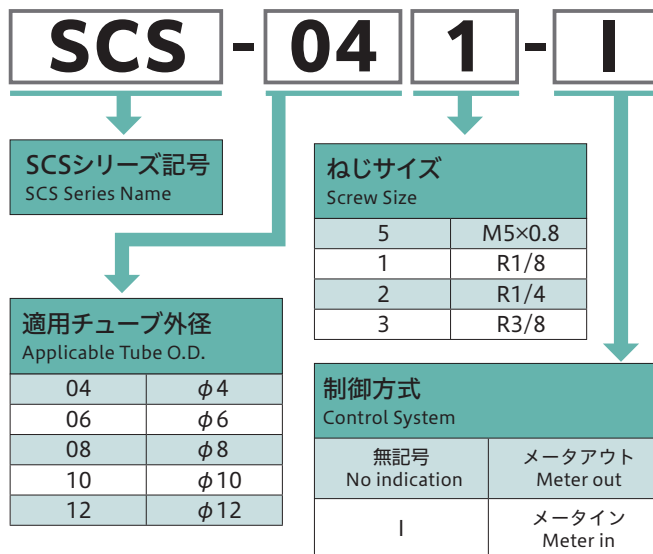 SCS - 04 1 - I
SCSシリーズ記号
SCS Series Name
ねじサイズ
Screw Size
5 M5×0.8
1 R1/8
2 R1/4
3 R3/8
適用チューブ外径
Applicable Tube O.D.
04 φ4
06 φ6
08 φ8
10 φ10
12 φ12
制御方式
Control System
無記号 メータアウト
No indication Meter out
I メータイン
Meter in